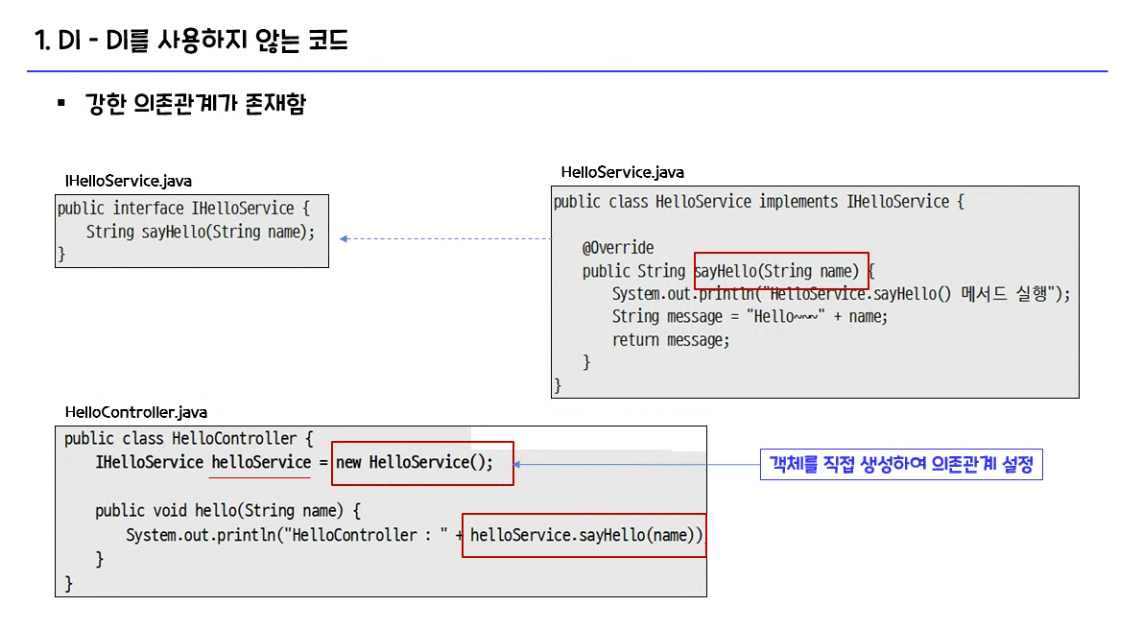 1. DI - DI를 사용하지 않는 코드
▪ 강한 의존관계가 존재함
IHelloService.java
public interface IHelloService {
String sayHello(String name);
}
HelloService.java
public class HelloService implements IHelloService {
@Override
public String sayHello(String name) {
System.out.println("HelloService.sayHello() 메서드 실행");
String message = "Hello~~~" + name;
return message;
}
}
HelloController.java
public class HelloController {
IHelloService helloService = new HelloService();
public void hello(String name) {
System.out.println("HelloController : " + helloService.sayHello(name))
}
}
객체를 직접 생성하여 의존관계 설정